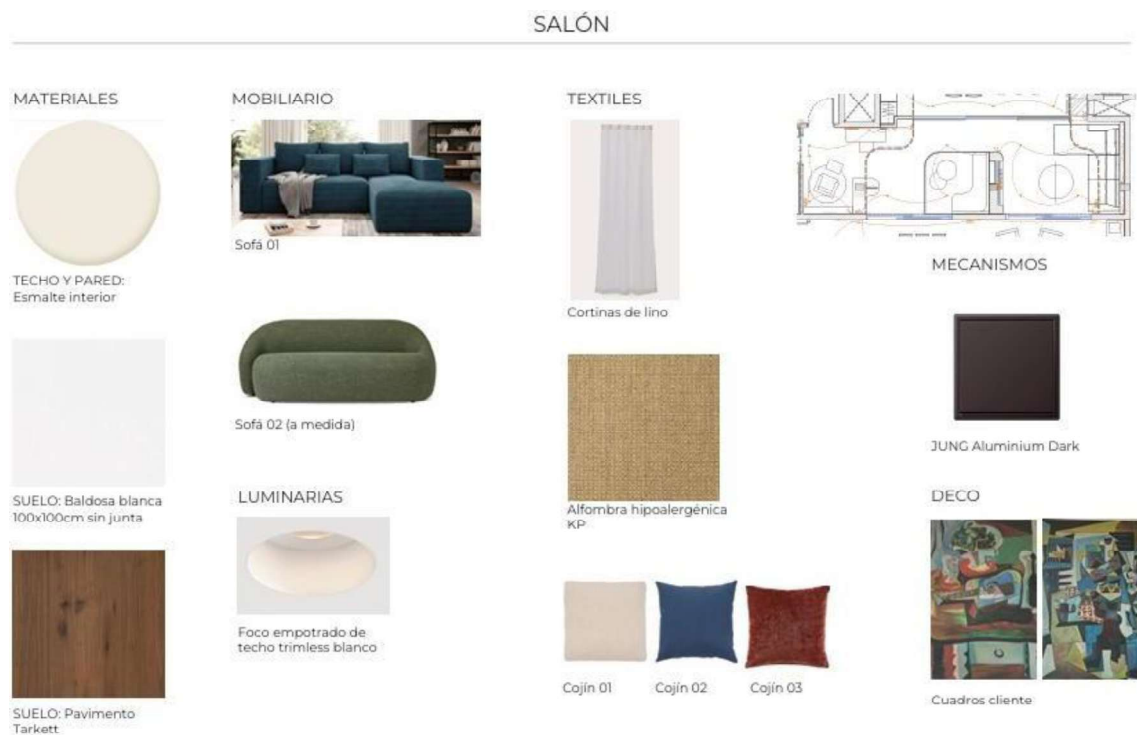 SALÓN
MATERIALES
TECHO Y PARED:
Esmalte interior
SUELO: Baldosa blanca
100x100cm sin junta
SUELO: Pavimento
Tarkett
MOBILIARIO
Sofá 01
Sofá 02 (a medida)
LUMINARIAS
Foco empotrado de
techo trimless blanco
TEXTILES
Cortinas de lino
Alfombra hipoalergénica
KP
Cojín 01
Cojín 02
Cojín 03
MECANISMOS
JUNG Aluminium Dark
DECO
Cuadros cliente